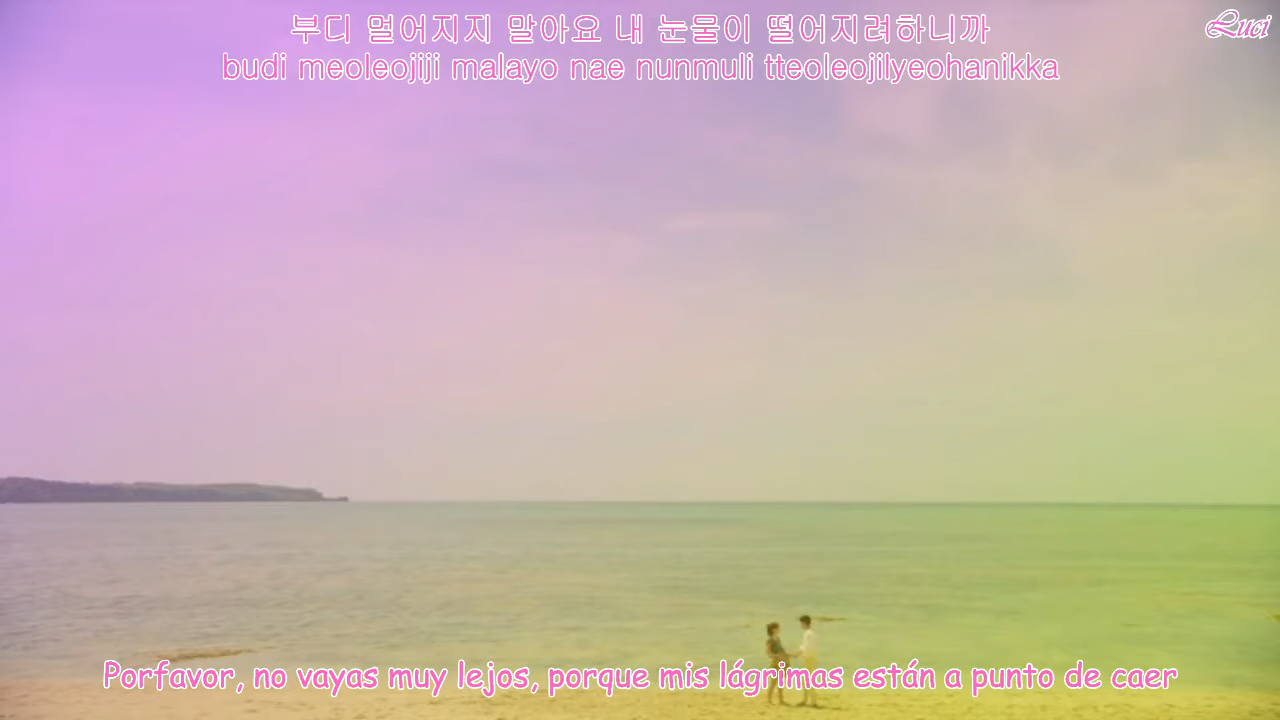 부디 멀어지지 말아요 내 눈물이 떨어지려하니까
Luci
budi meoleojiji malayo nae nunmuli tteoleojilyeohanikka
Porfavor, no vayas muy lejos, porque mis lágrimas están a punto de caer